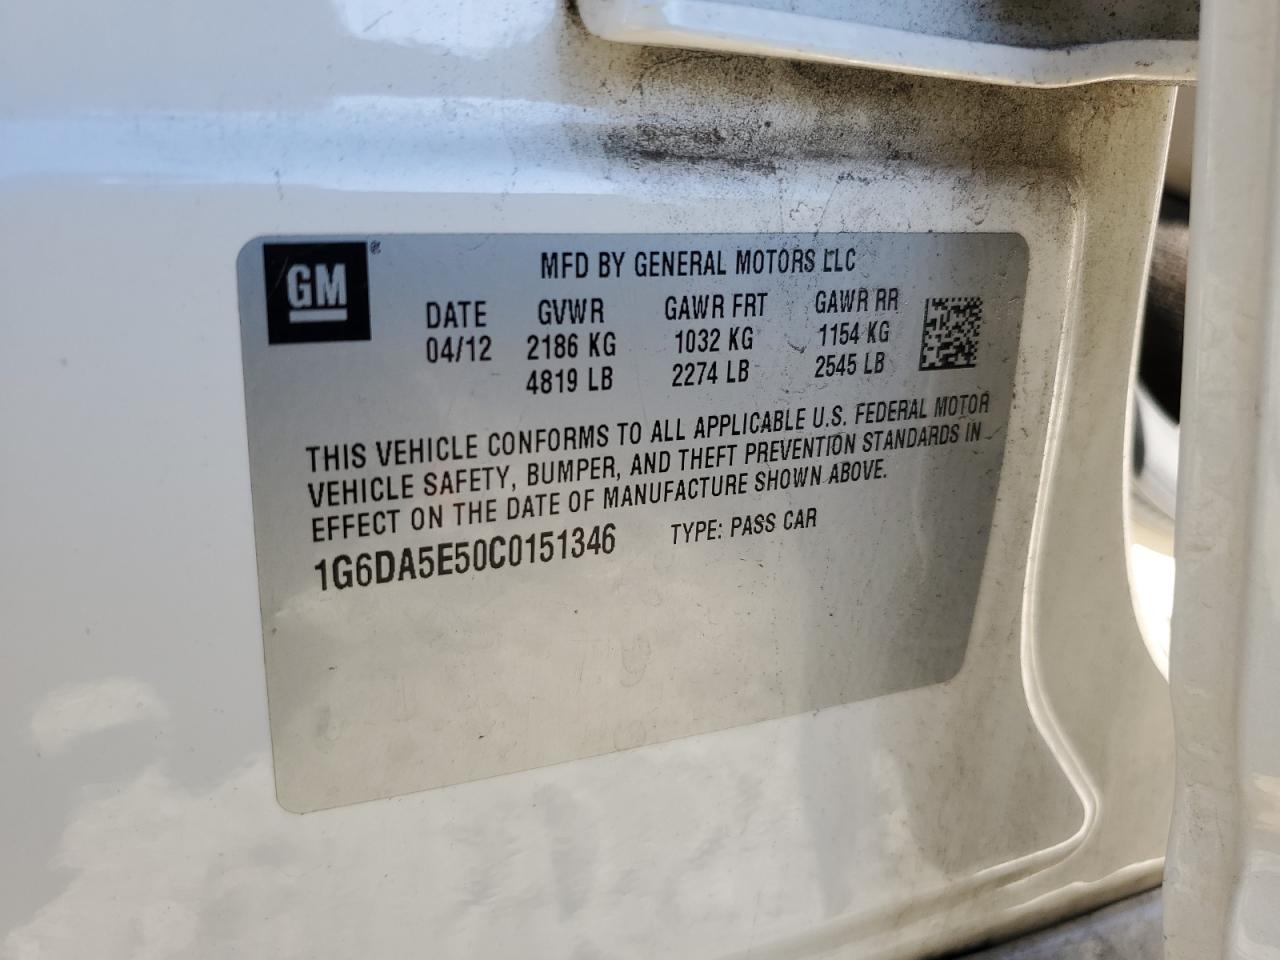 GM®
MFD BY GENERAL MOTORS LLC
DATE GVWR GAWR FRT GAWR RR
04/12 2186 KG 1032 KG 1154 KG
4819 LB 2274 LB 2545 LB
THIS VEHICLE CONFORMS TO ALL APPLICABLE U.S. FEDERAL MOTOR
VEHICLE SAFETY, BUMPER, AND THEFT PREVENTION STANDARDS IN
EFFECT ON THE DATE OF MANUFACTURE SHOWN ABOVE.
1G6DA5E50C0151346 TYPE: PASS CAR